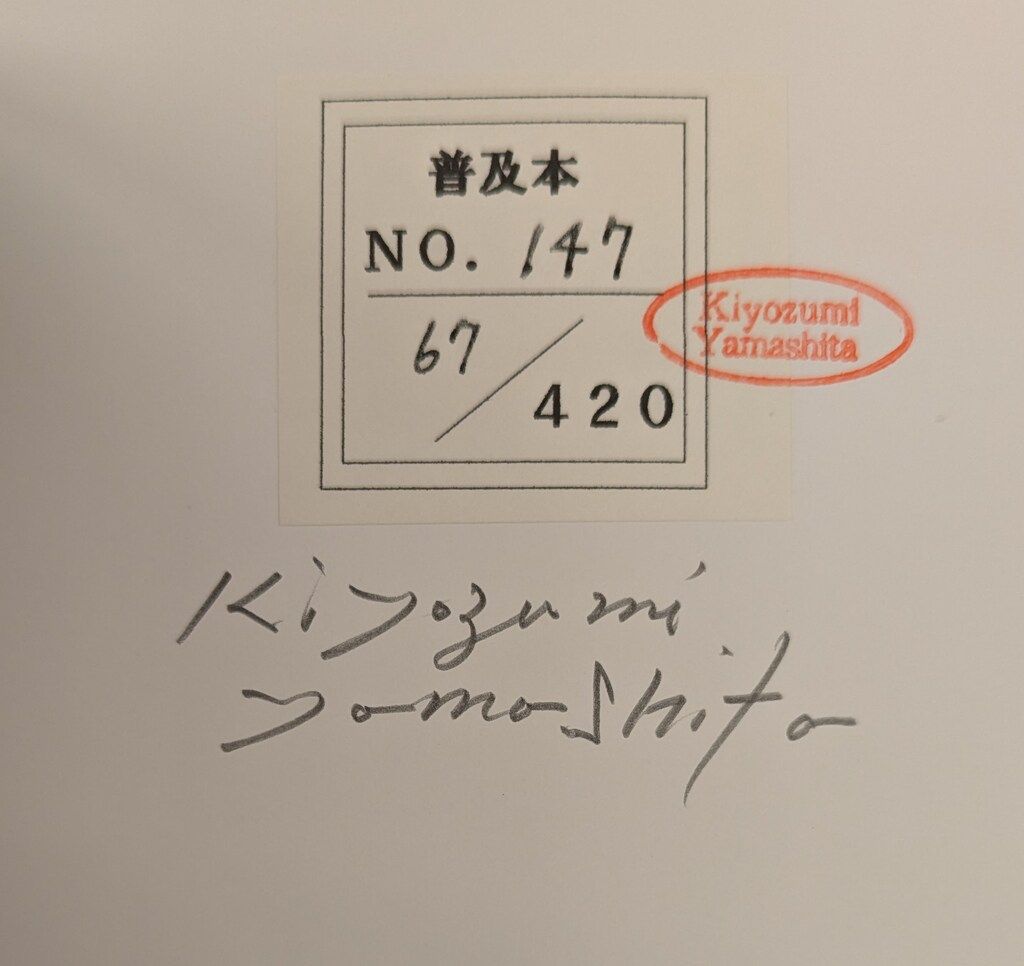 普及本
NO. 147
67/420
Kiyozumi
Yamashita
Kiyozumi
yamaShita